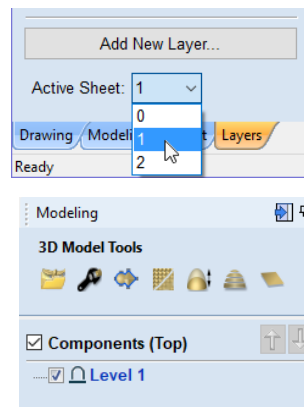 Add New Layer...
Active Sheet: 1
0
Drawing Modeli 1 t Layers
Ready 2
Modeling
3D Model Tools
Components (Top)
Level 1